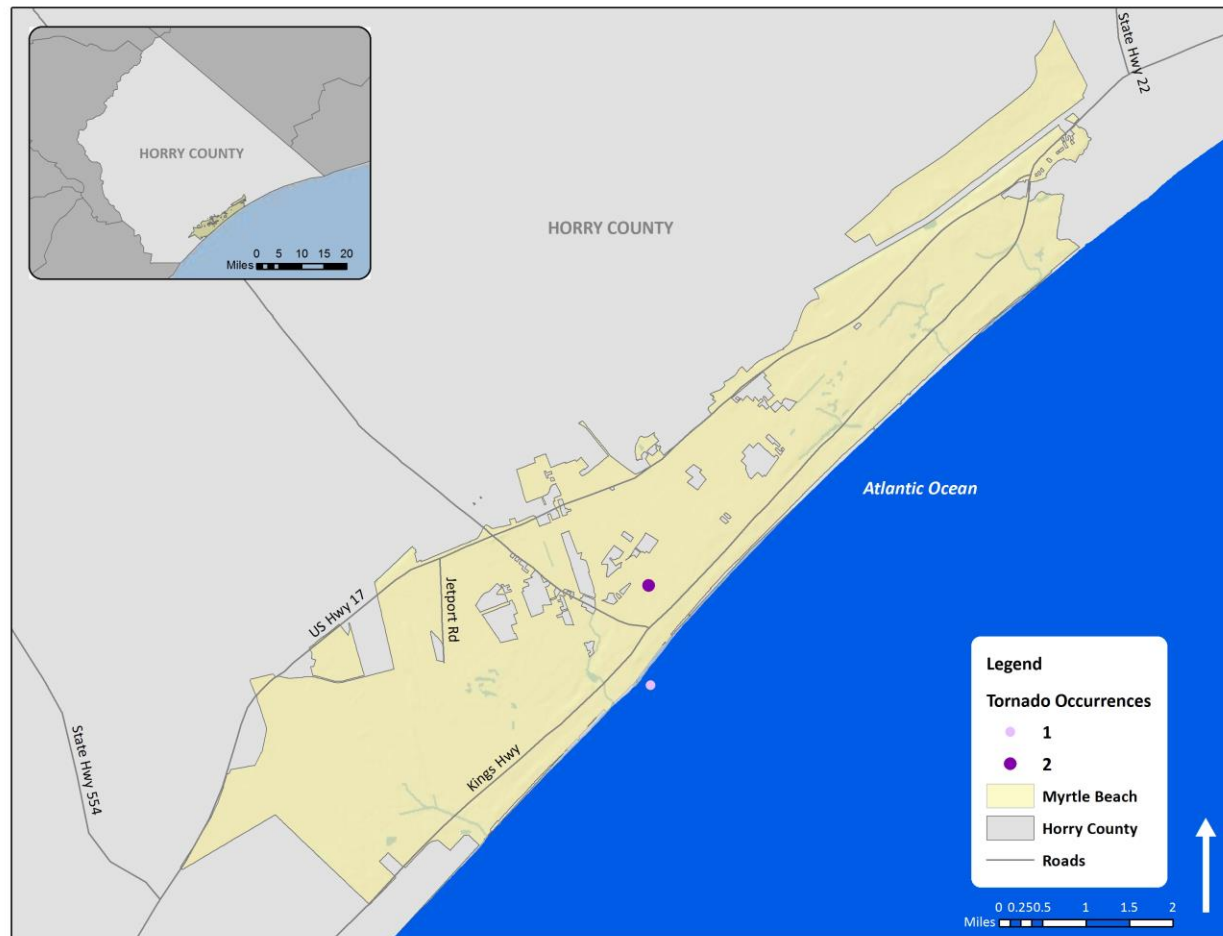 HORRY COUNTY
0 5 10 15 20
Miles
State Hwy 22
HORRY COUNTY
Atlantic Ocean
US Hwy 17
Jetport Rd
Kings Hwy
State Hwy 554
Legend
Tornado Occurrences
1
2
Myrtle Beach
Horry County
Roads
0 0.250.5 1 1.5 2
Miles